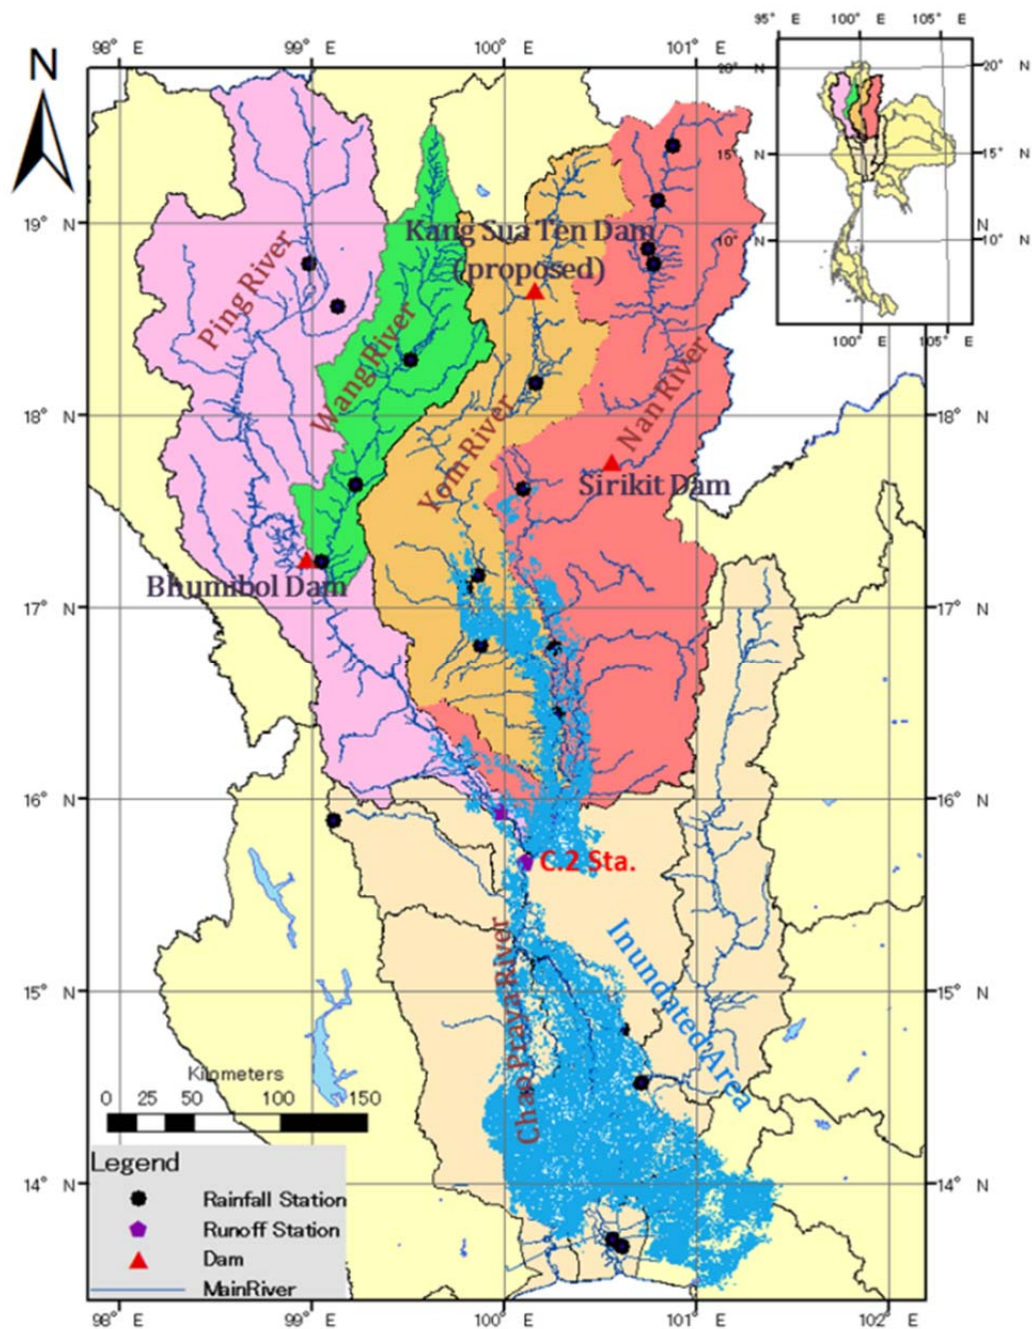 95° E 100° E 105° E
98° E 99° E 100° E 101° E
N
20° N 20° N
15° N 15° N
10° N N
10° N
100° E 105° E
19° N
Kang Sua Ten Dam
(proposed)
Ping River
Wang River
Yom River
Nan River
18° N 18° N
Sirikit Dam
Bhumibol Dam
17° N 17° N
16° N 16° N
C.2 Sta.
Chao Praya River
Inundated Area
15° N 15° N
Kilometers
0 25 50 100 150
Legend
Rainfall Station
Runoff Station
Dam
MainRiver
14° N 14° N
98° E 99° E 100° E 101° E 102° E